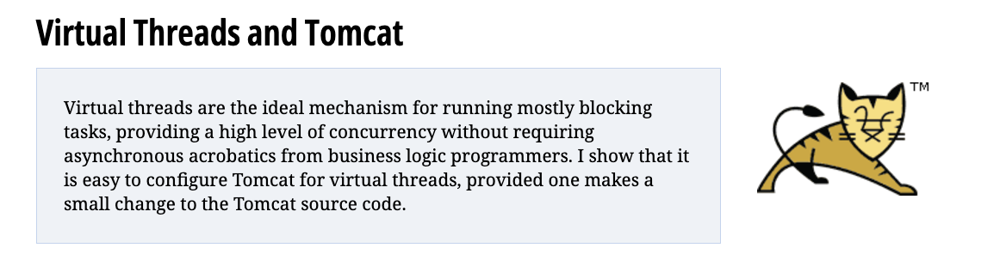 Virtual Threads and Tomcat
Virtual threads are the ideal mechanism for running mostly blocking
tasks, providing a high level of concurrency without requiring
asynchronous acrobatics from business logic programmers. I show that it
is easy to configure Tomcat for virtual threads, provided one makes a
small change to the Tomcat source code.
TM